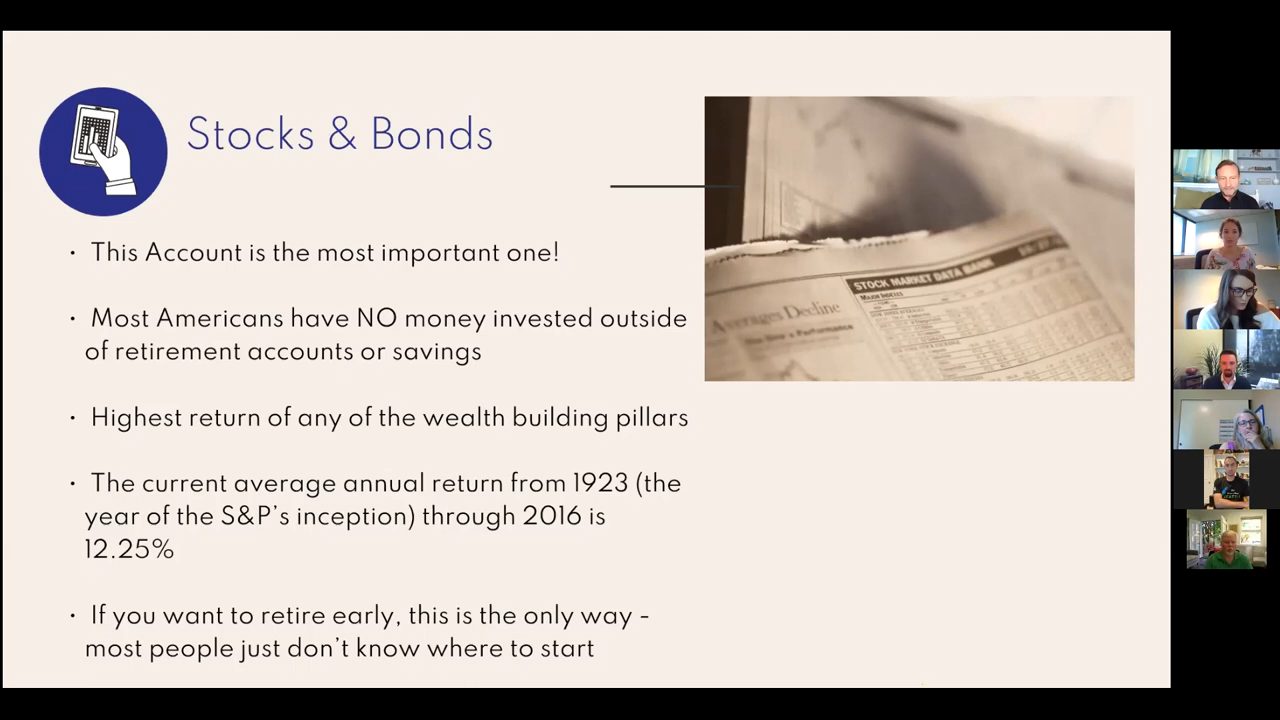 Stocks & Bonds
• This Account is the most important one!
• Most Americans have NO money invested outside
of retirement accounts or savings
• Highest return of any of the wealth building pillars
• The current average annual return from 1923 (the
year of the S&P's inception) through 2016 is
12.25%
• If you want to retire early, this is the only way -
most people just don't know where to start
STOCK MARKET DATA BANK
MAJOR INDEXES
Averages Decline